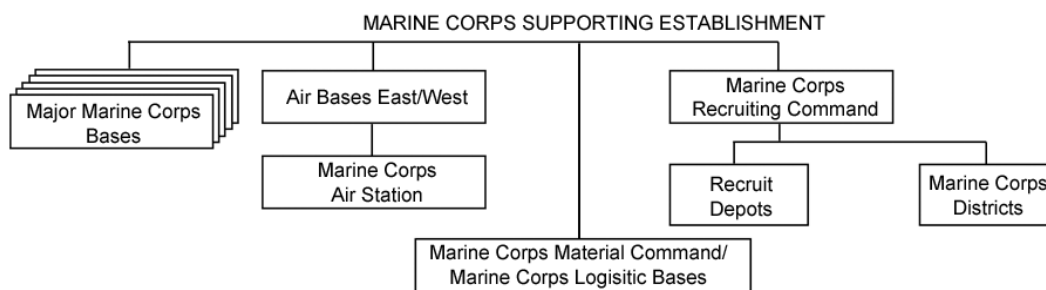 MARINE CORPS SUPPORTING ESTABLISHMENT
Major Marine Corps
Bases
Air Bases East/West
Marine Corps
Recruiting Command
Marine Corps
Air Station
Recruit
Depots
Marine Corps
Districts
Marine Corps Material Command/
Marine Corps Logisitic Bases